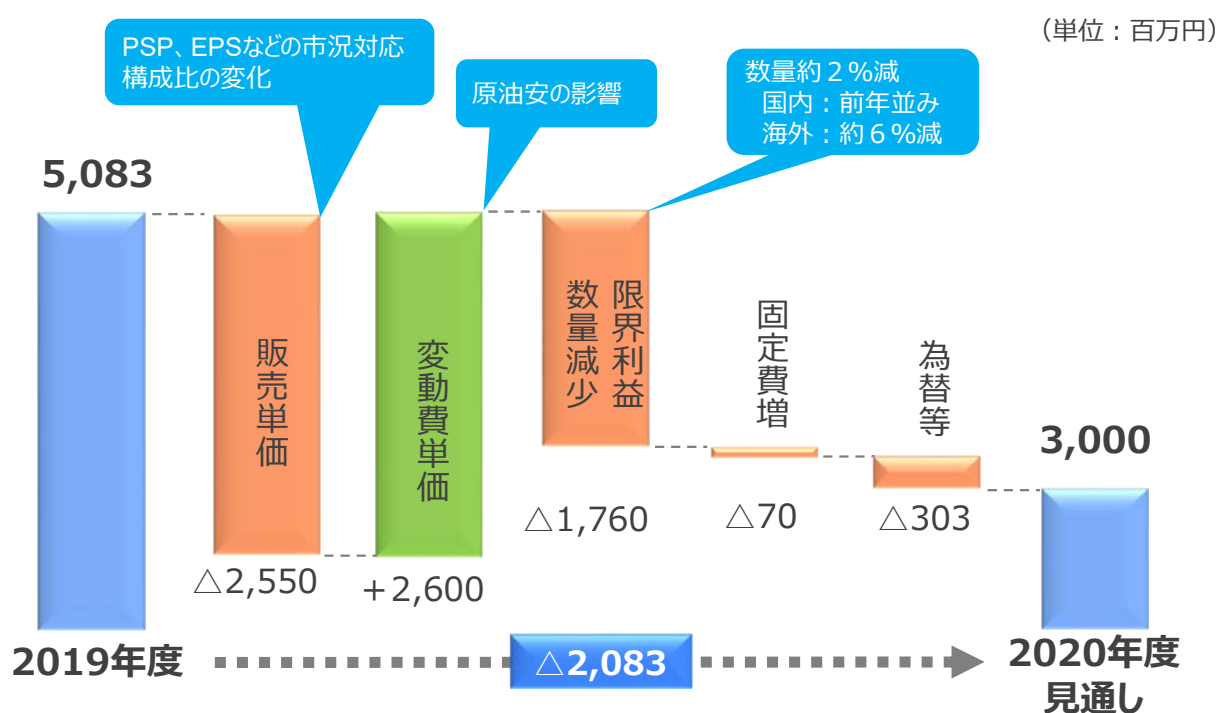 （単位：百万円）
PSP、EPSなどの市況対応
構成比の変化
原油安の影響
数量約２%減
国内：前年並み
海外：約６%減
5,083
販売単価
変動費単価
限界利益
数量減少
固定費増
為替等
3,000
△2,550
＋2,600
△1,760
△70
△303
2019年度
△2,083
2020年度
見通し